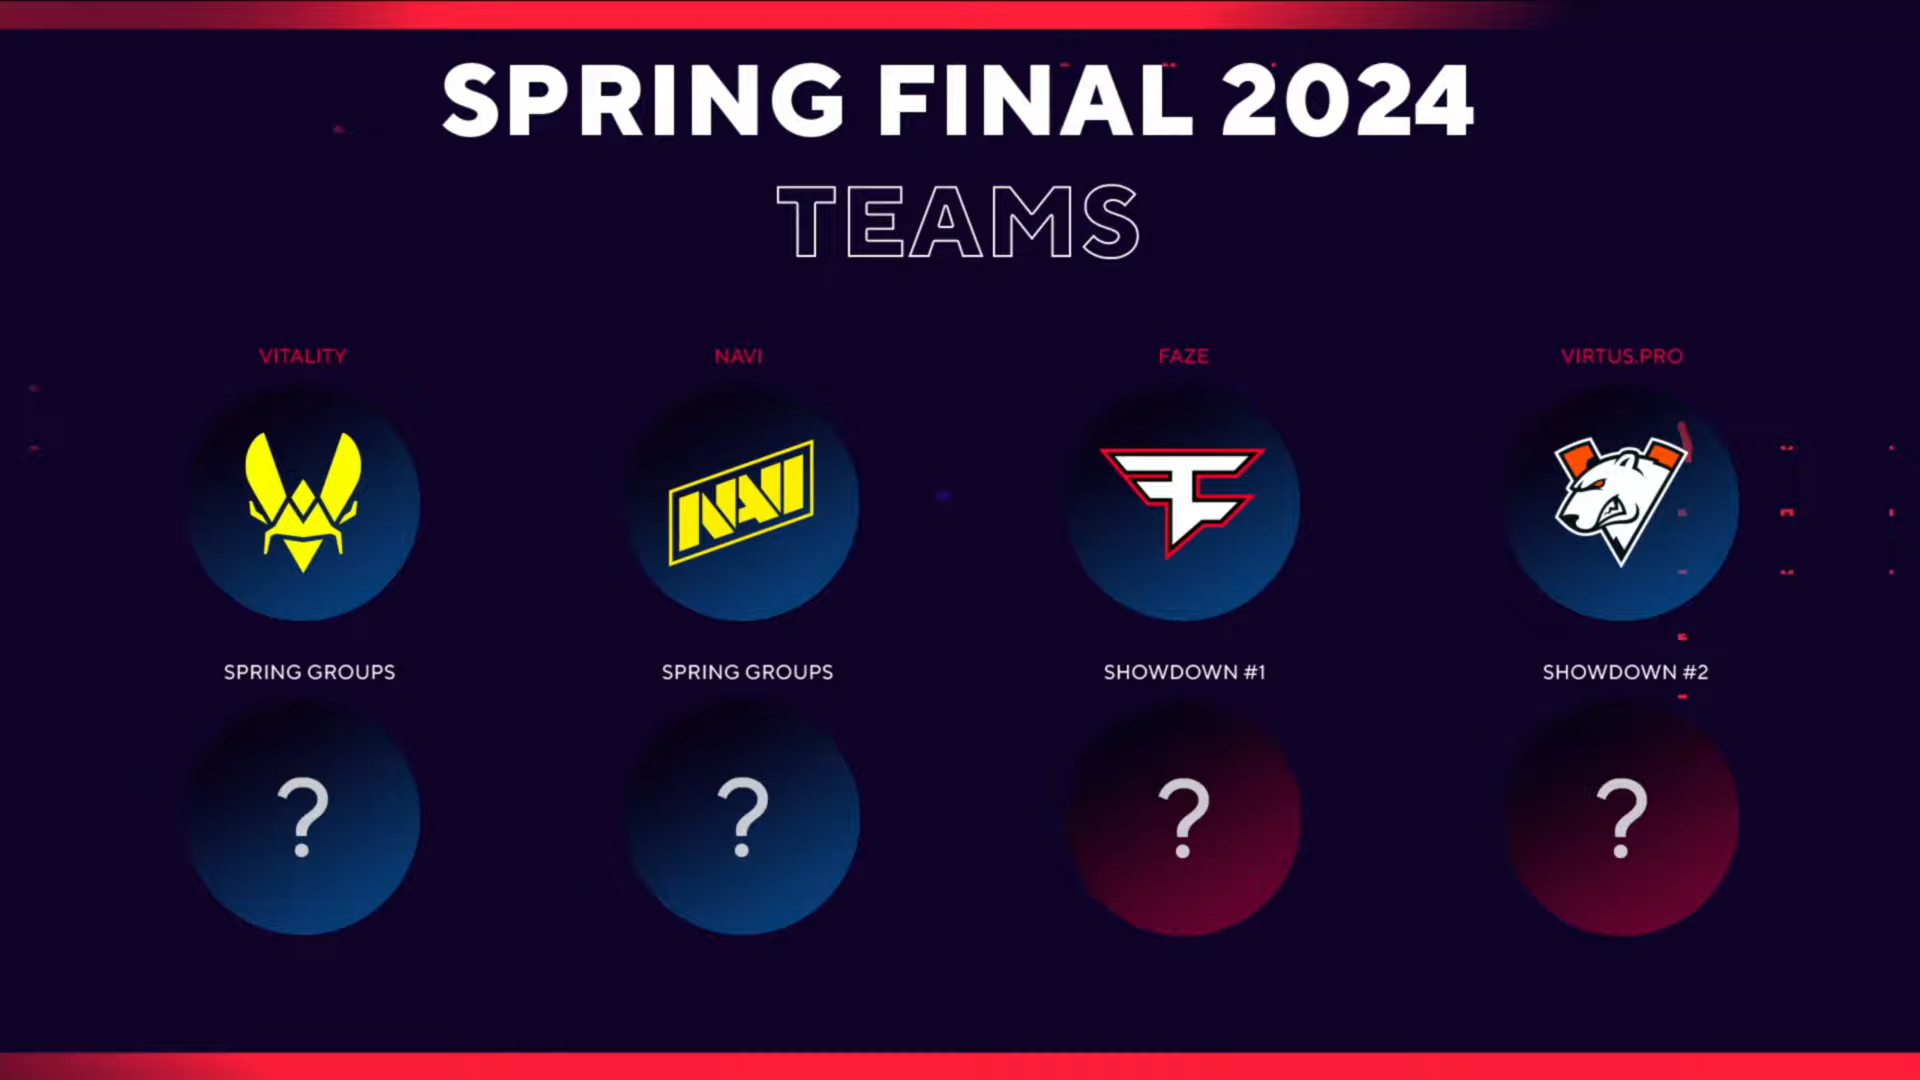 SPRING FINAL 2024
TEAMS
VITALITY
NAVI
FAZE
VIRTUS.PRO
NAVI
SPRING GROUPS
SPRING GROUPS
SHOWDOWN #1
SHOWDOWN #2
?
?
?
?